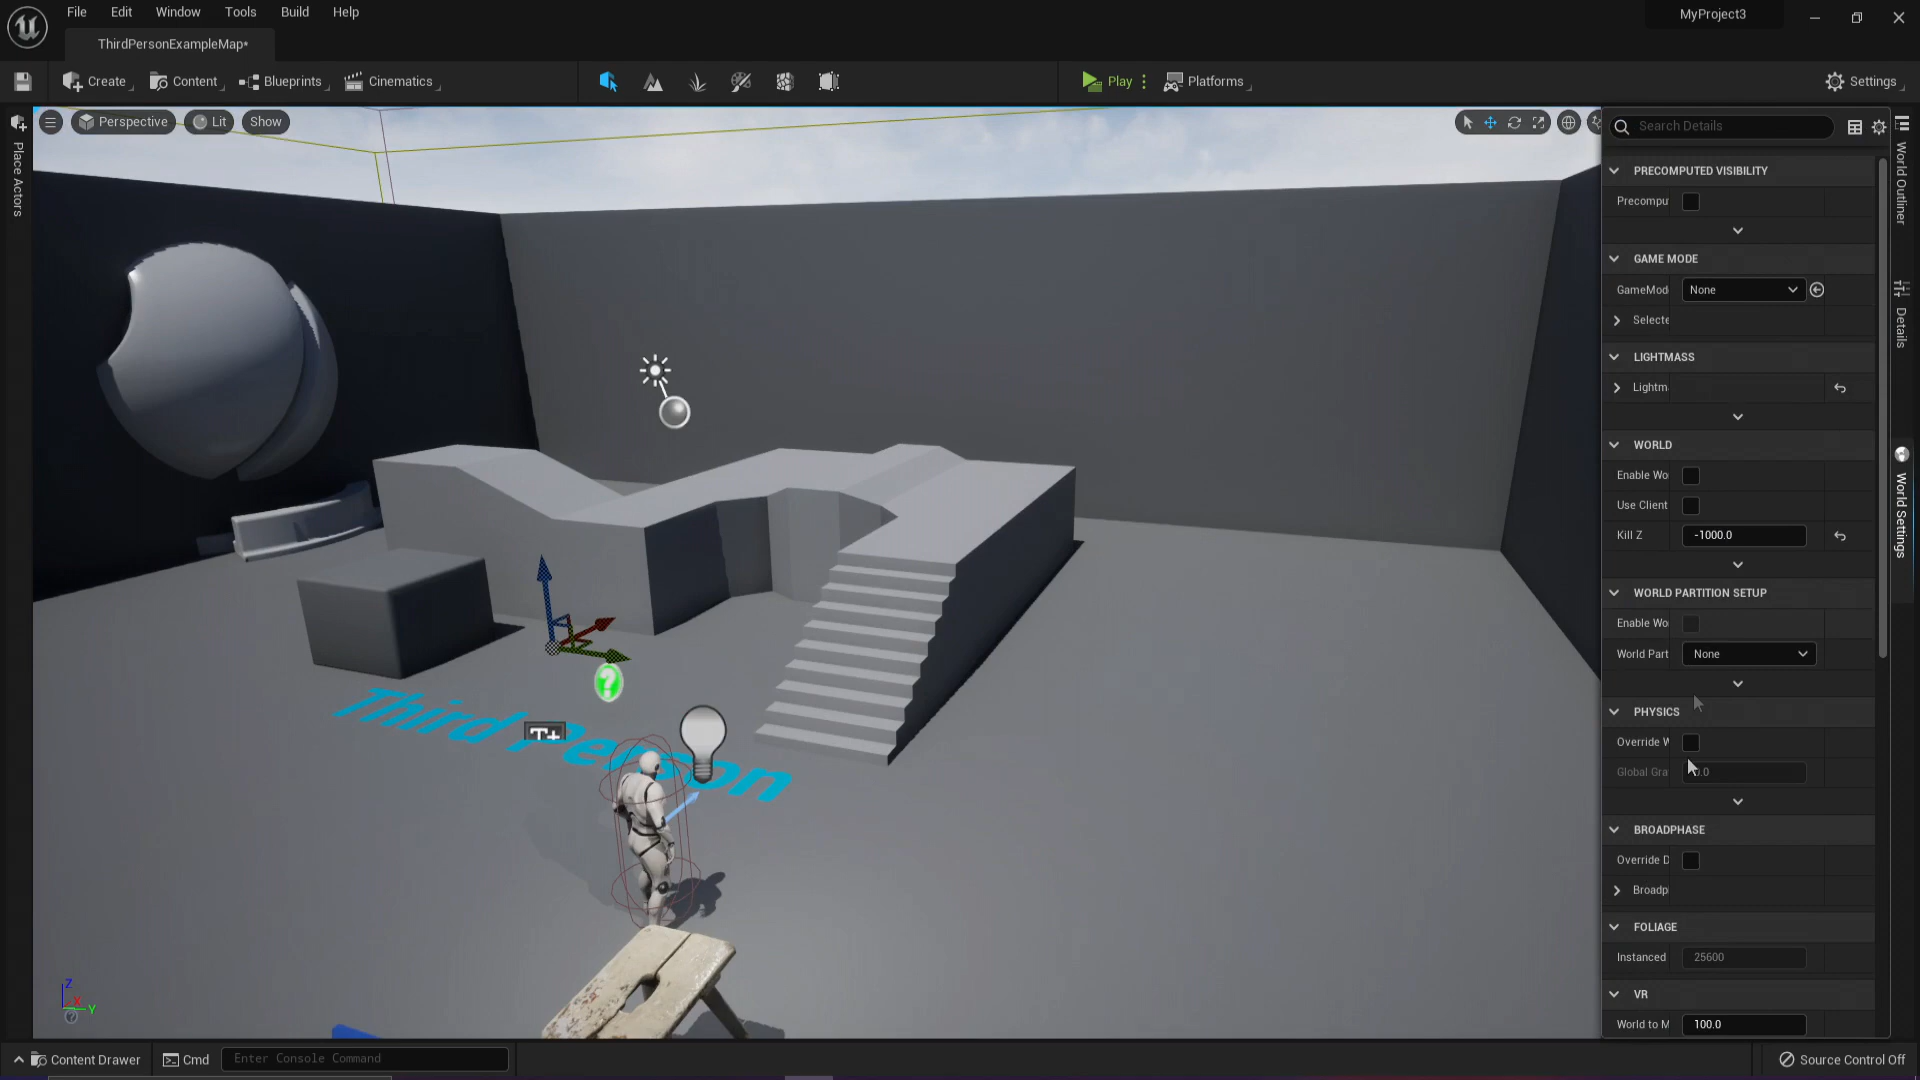 File Edit Window Tools Build Help
MyProject3
ThirdPersonExampleMap*
Create Content Blueprints Cinematics Play Platforms Settings
Perspective Lit Show
Search Details
Place Actors
World Outliner
Details
World Settings
PRECOMPUTED VISIBILITY
Precompu
GAME MODE
GameMod None
Selecte
LIGHTMASS
Lightm
WORLD
Enable Wo
Use Client
Kill Z -1000.0
WORLD PARTITION SETUP
Enable Wo
World Part None
PHYSICS
Override W
Global Gra
BROADPHASE
Override D
Broadp
FOLIAGE
Instanced 25600
VR
World to M 100.0
Third Person
T+
?
Z
X
Y
Content Drawer Cmd Enter Console Command Source Control Off